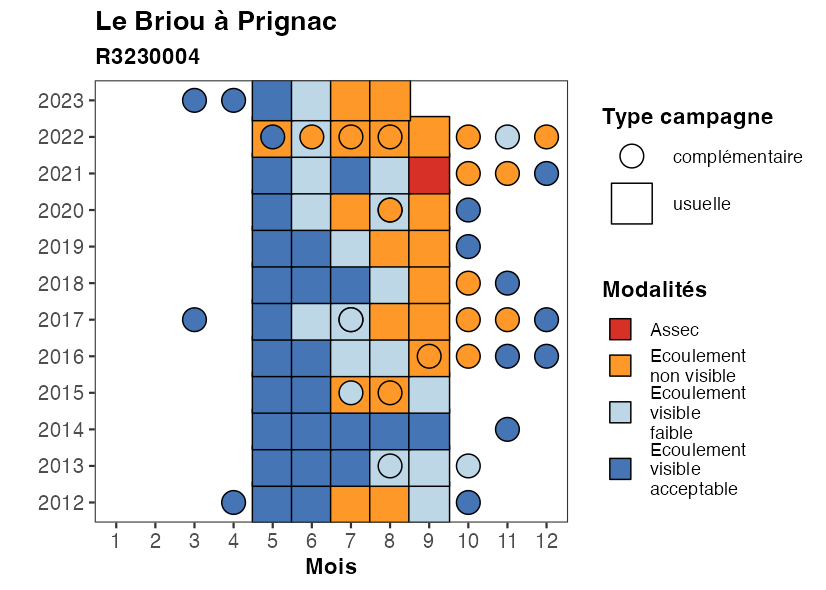 Le Briou à Prignac
R3230004
2023
2022
2021
2020
2019
2018
2017
2016
2015
2014
2013
2012
1 2 3 4 5 6 7 8 9 10 11 12
Mois
Type campagne
complémentaire
usuelle
Modalités
Assec
Ecoulement
non visible
Ecoulement
visible
faible
Ecoulement
visible
acceptable